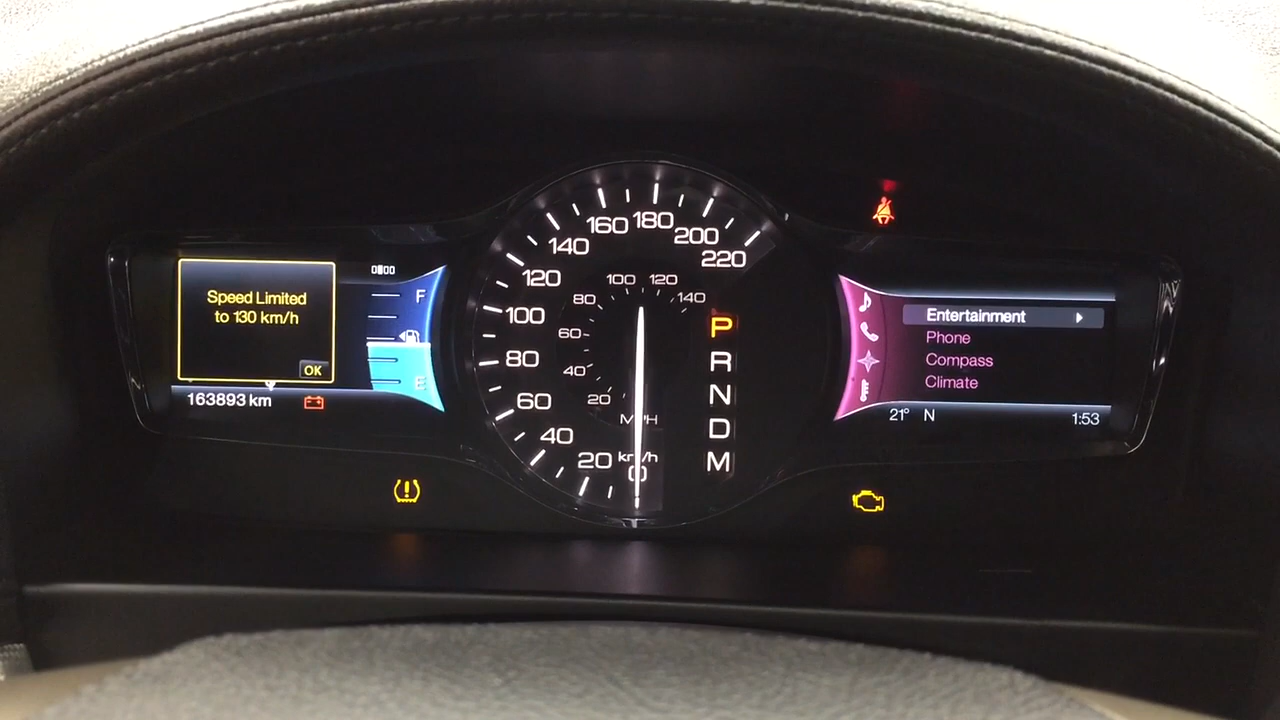 Speed Limited
to 130 km/h
OK
163893 km
F
E
20
40
60
80
100
120
140
160
180
200
220
20
40
60
80
100
120
140
MPH
km/h
0
P
R
N
D
M
Entertainment
Phone
Compass
Climate
21° N
1:53